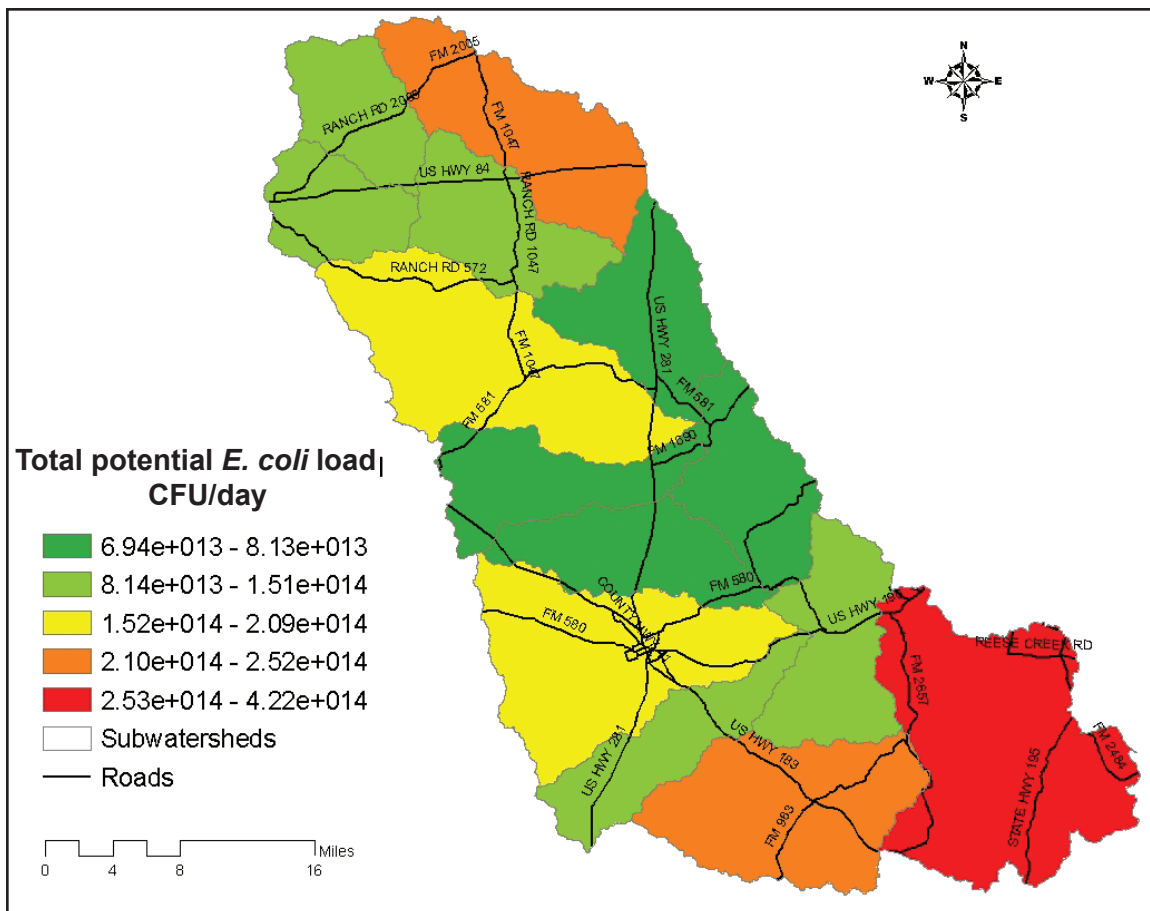 N
W
E
S
FM 2005
RANCH RD 2005
FM 1047
US HWY 84
RANCH RD 1047
RANCH RD 572
US HWY 281
FM 1047
FM 581
FM 581
FM 1690
FM 580
FM 580
US HWY 190
REESE CREEK RD
FM 2657
FM 2484
US HWY 281
US HWY 183
STATE HWY 195
FM 963
Total potential E. coli load
CFU/day
6.94e+013 - 8.13e+013
8.14e+013 - 1.51e+014
1.52e+014 - 2.09e+014
2.10e+014 - 2.52e+014
2.53e+014 - 4.22e+014
Subwatersheds
Roads
Miles
0 4 8 16